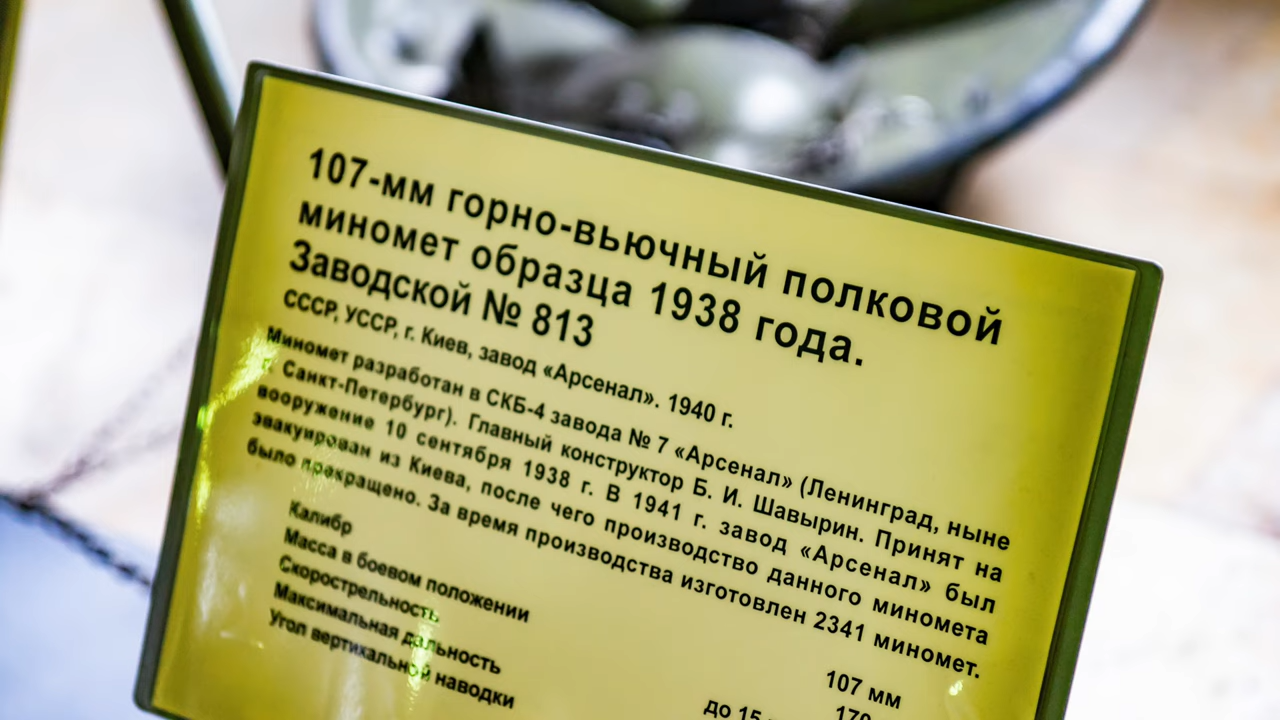 107-мм горно-вьючный полковой
миномет образца 1938 года.
Заводской № 813
СССР, УССР, г. Киев, завод «Арсенал». 1940 г.
Миномет разработан в СКБ-4 завода № 7 «Арсенал» (Ленинград, ныне
г. Санкт-Петербург). Главный конструктор Б. И. Шавырин. Принят на
вооружение 10 сентября 1938 г. В 1941 г. завод «Арсенал» был
эвакуирован из Киева, после чего производство данного миномета
было прекращено. За время производства изготовлен 2341 миномет.
Калибр 107 мм
Масса в боевом положении 170
Скорострельность до 15
Максимальная дальность
Угол вертикальной наводки